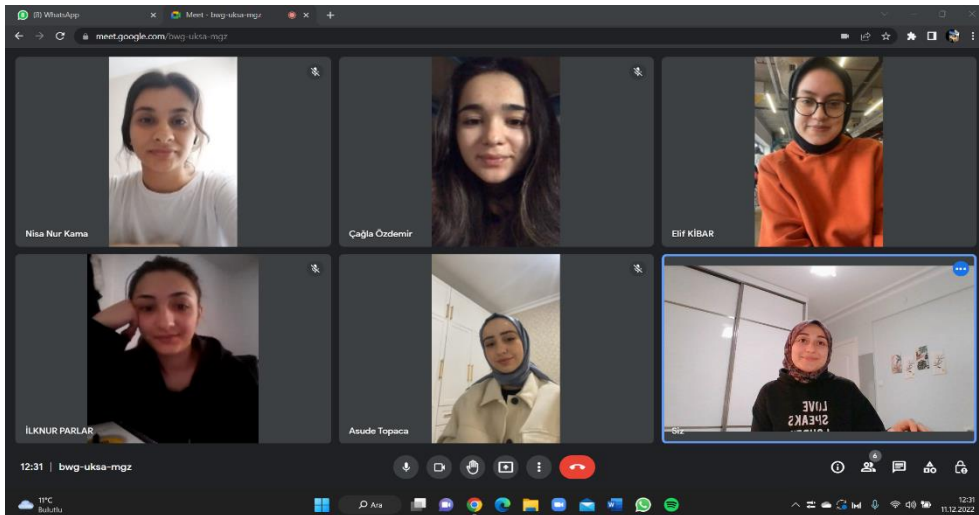 (8) WhatsApp
Meet - bwg-uksa-mgz
meet.google.com/bwg-uksa-mgz
Nisa Nur Kama
Çağla Özdemir
Elif KİBAR
İLKNUR PARLAR
Asude Topaca
LOVE
SPEAKS
Siz
12:31 | bwg-uksa-mgz
6
11°C
Bulutlu
Ara
12:31
11.12.2022